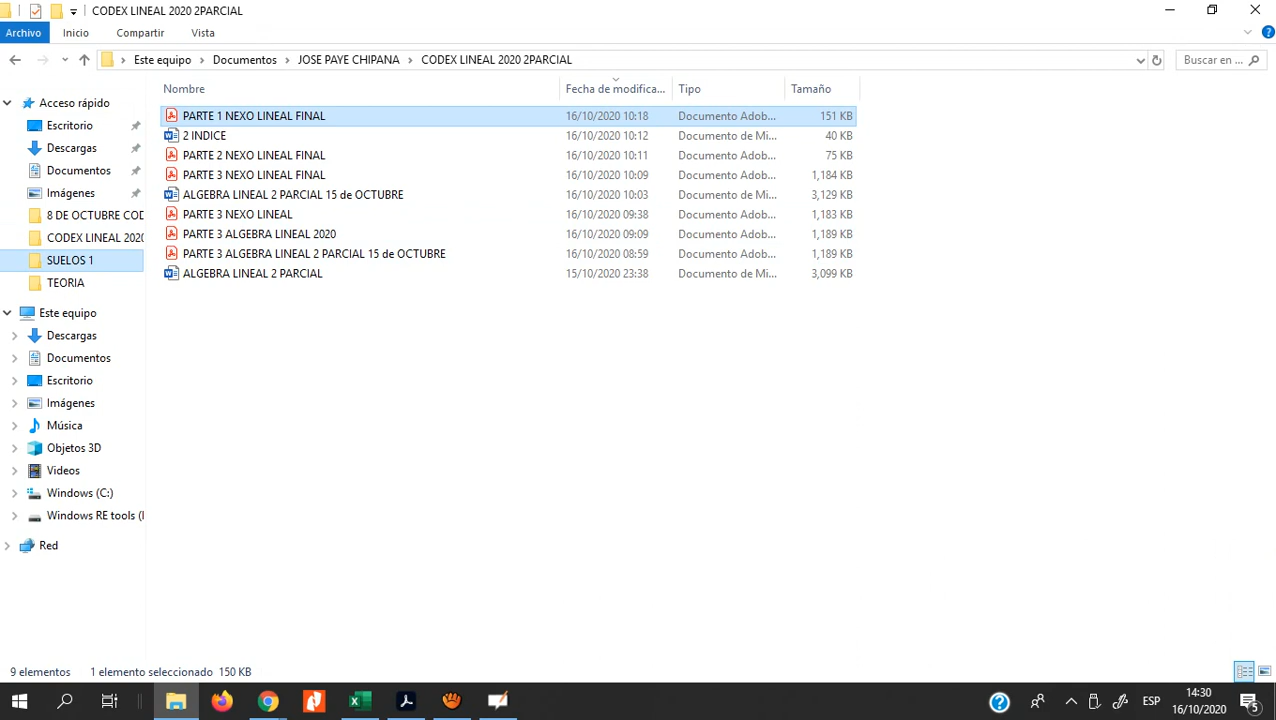 CODEX LINEAL 2020 2PARCIAL
Archivo Inicio Compartir Vista
Este equipo Documentos JOSE PAYE CHIPANA CODEX LINEAL 2020 2PARCIAL Buscar en ...
Nombre Fecha de modifica... Tipo Tamaño
Acceso rápido
Escritorio
Descargas
Documentos
Imágenes
8 DE OCTUBRE COD
CODEX LINEAL 2020
SUELOS 1
TEORIA
Este equipo
Descargas
Documentos
Escritorio
Imágenes
Música
Objetos 3D
Videos
Windows (C:)
Windows RE tools (
Red
PARTE 1 NEXO LINEAL FINAL 16/10/2020 10:18 Documento Adob... 151 KB
2 INDICE 16/10/2020 10:12 Documento de Mi... 40 KB
PARTE 2 NEXO LINEAL FINAL 16/10/2020 10:11 Documento Adob... 75 KB
PARTE 3 NEXO LINEAL FINAL 16/10/2020 10:09 Documento Adob... 1,184 KB
ALGEBRA LINEAL 2 PARCIAL 15 de OCTUBRE 16/10/2020 10:03 Documento de Mi... 3,129 KB
PARTE 3 NEXO LINEAL 16/10/2020 09:38 Documento Adob... 1,183 KB
PARTE 3 ALGEBRA LINEAL 2020 16/10/2020 09:09 Documento Adob... 1,189 KB
PARTE 3 ALGEBRA LINEAL 2 PARCIAL 15 de OCTUBRE 16/10/2020 08:59 Documento Adob... 1,189 KB
ALGEBRA LINEAL 2 PARCIAL 15/10/2020 23:38 Documento de Mi... 3,099 KB
9 elementos 1 elemento seleccionado 150 KB
ESP 14:30
16/10/2020 5